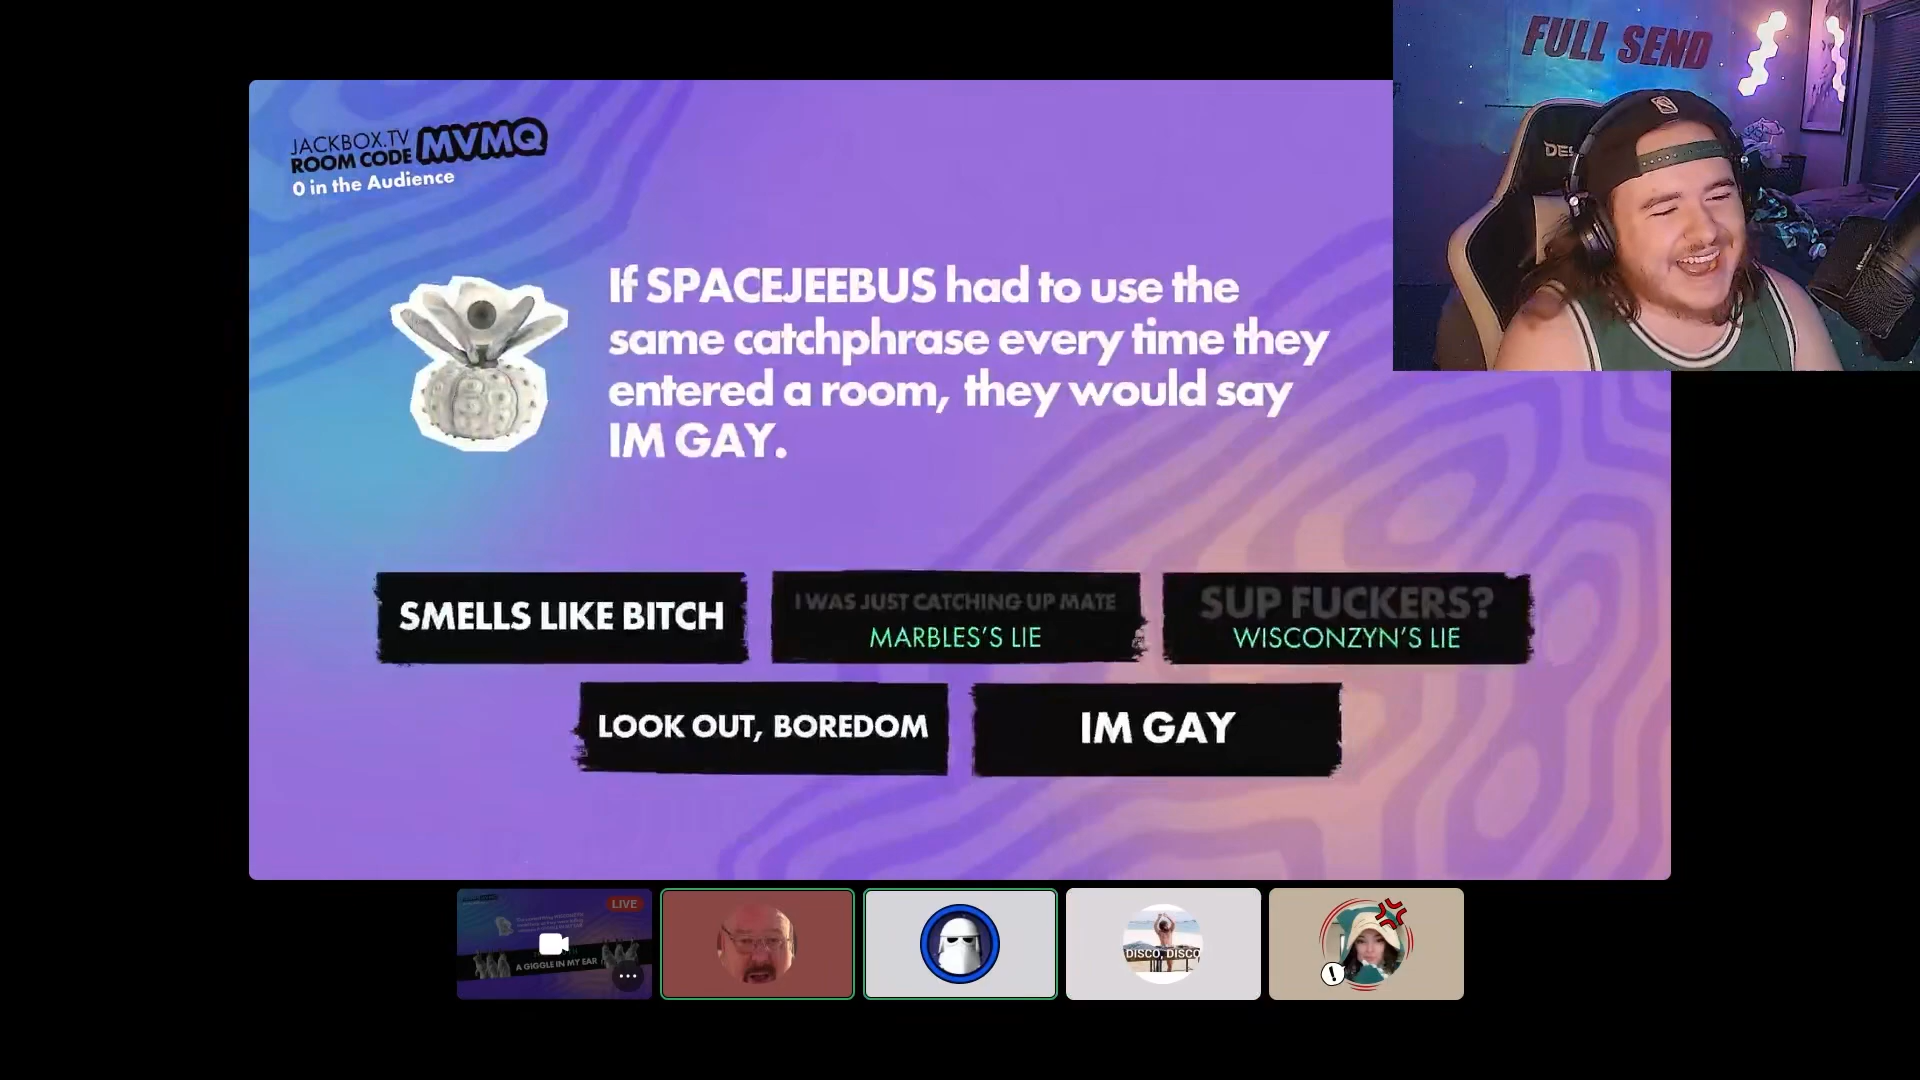 FULL SEND
JACKBOX.TV
ROOM CODE MVMQ
0 in the Audience
If SPACEJEEBUS had to use the
same catchphrase every time they
entered a room, they would say
IM GAY.
SMELLS LIKE BITCH
I WAS JUST CATCHING UP MATE
MARBLES'S LIE
SUP FUCKERS?
WISCONZYN'S LIE
LOOK OUT, BOREDOM
IM GAY
LIVE
A GIGGLE IN MY EAR
DISCO, DISCO